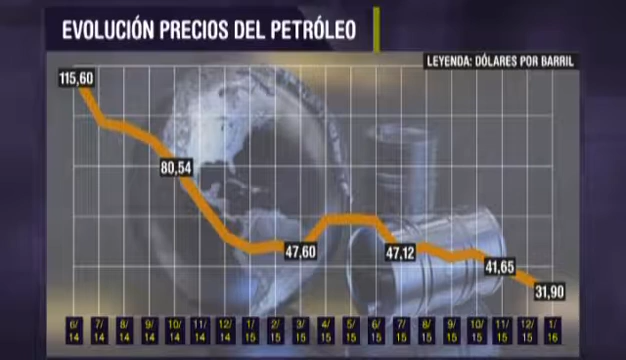 EVOLUCIÓN PRECIOS DEL PETRÓLEO
LEYENDA: DÓLARES POR BARRIL
115,60
80,54
47,60
47,12
41,65
31,90
6/ 7/ 8/ 9/ 10/ 11/ 12/ 1/ 2/ 3/ 4/ 5/ 6/ 7/ 8/ 9/ 10/ 11/ 12/ 1/
14 14 14 14 14 14 14 15 15 15 15 15 15 15 15 15 15 15 15 16